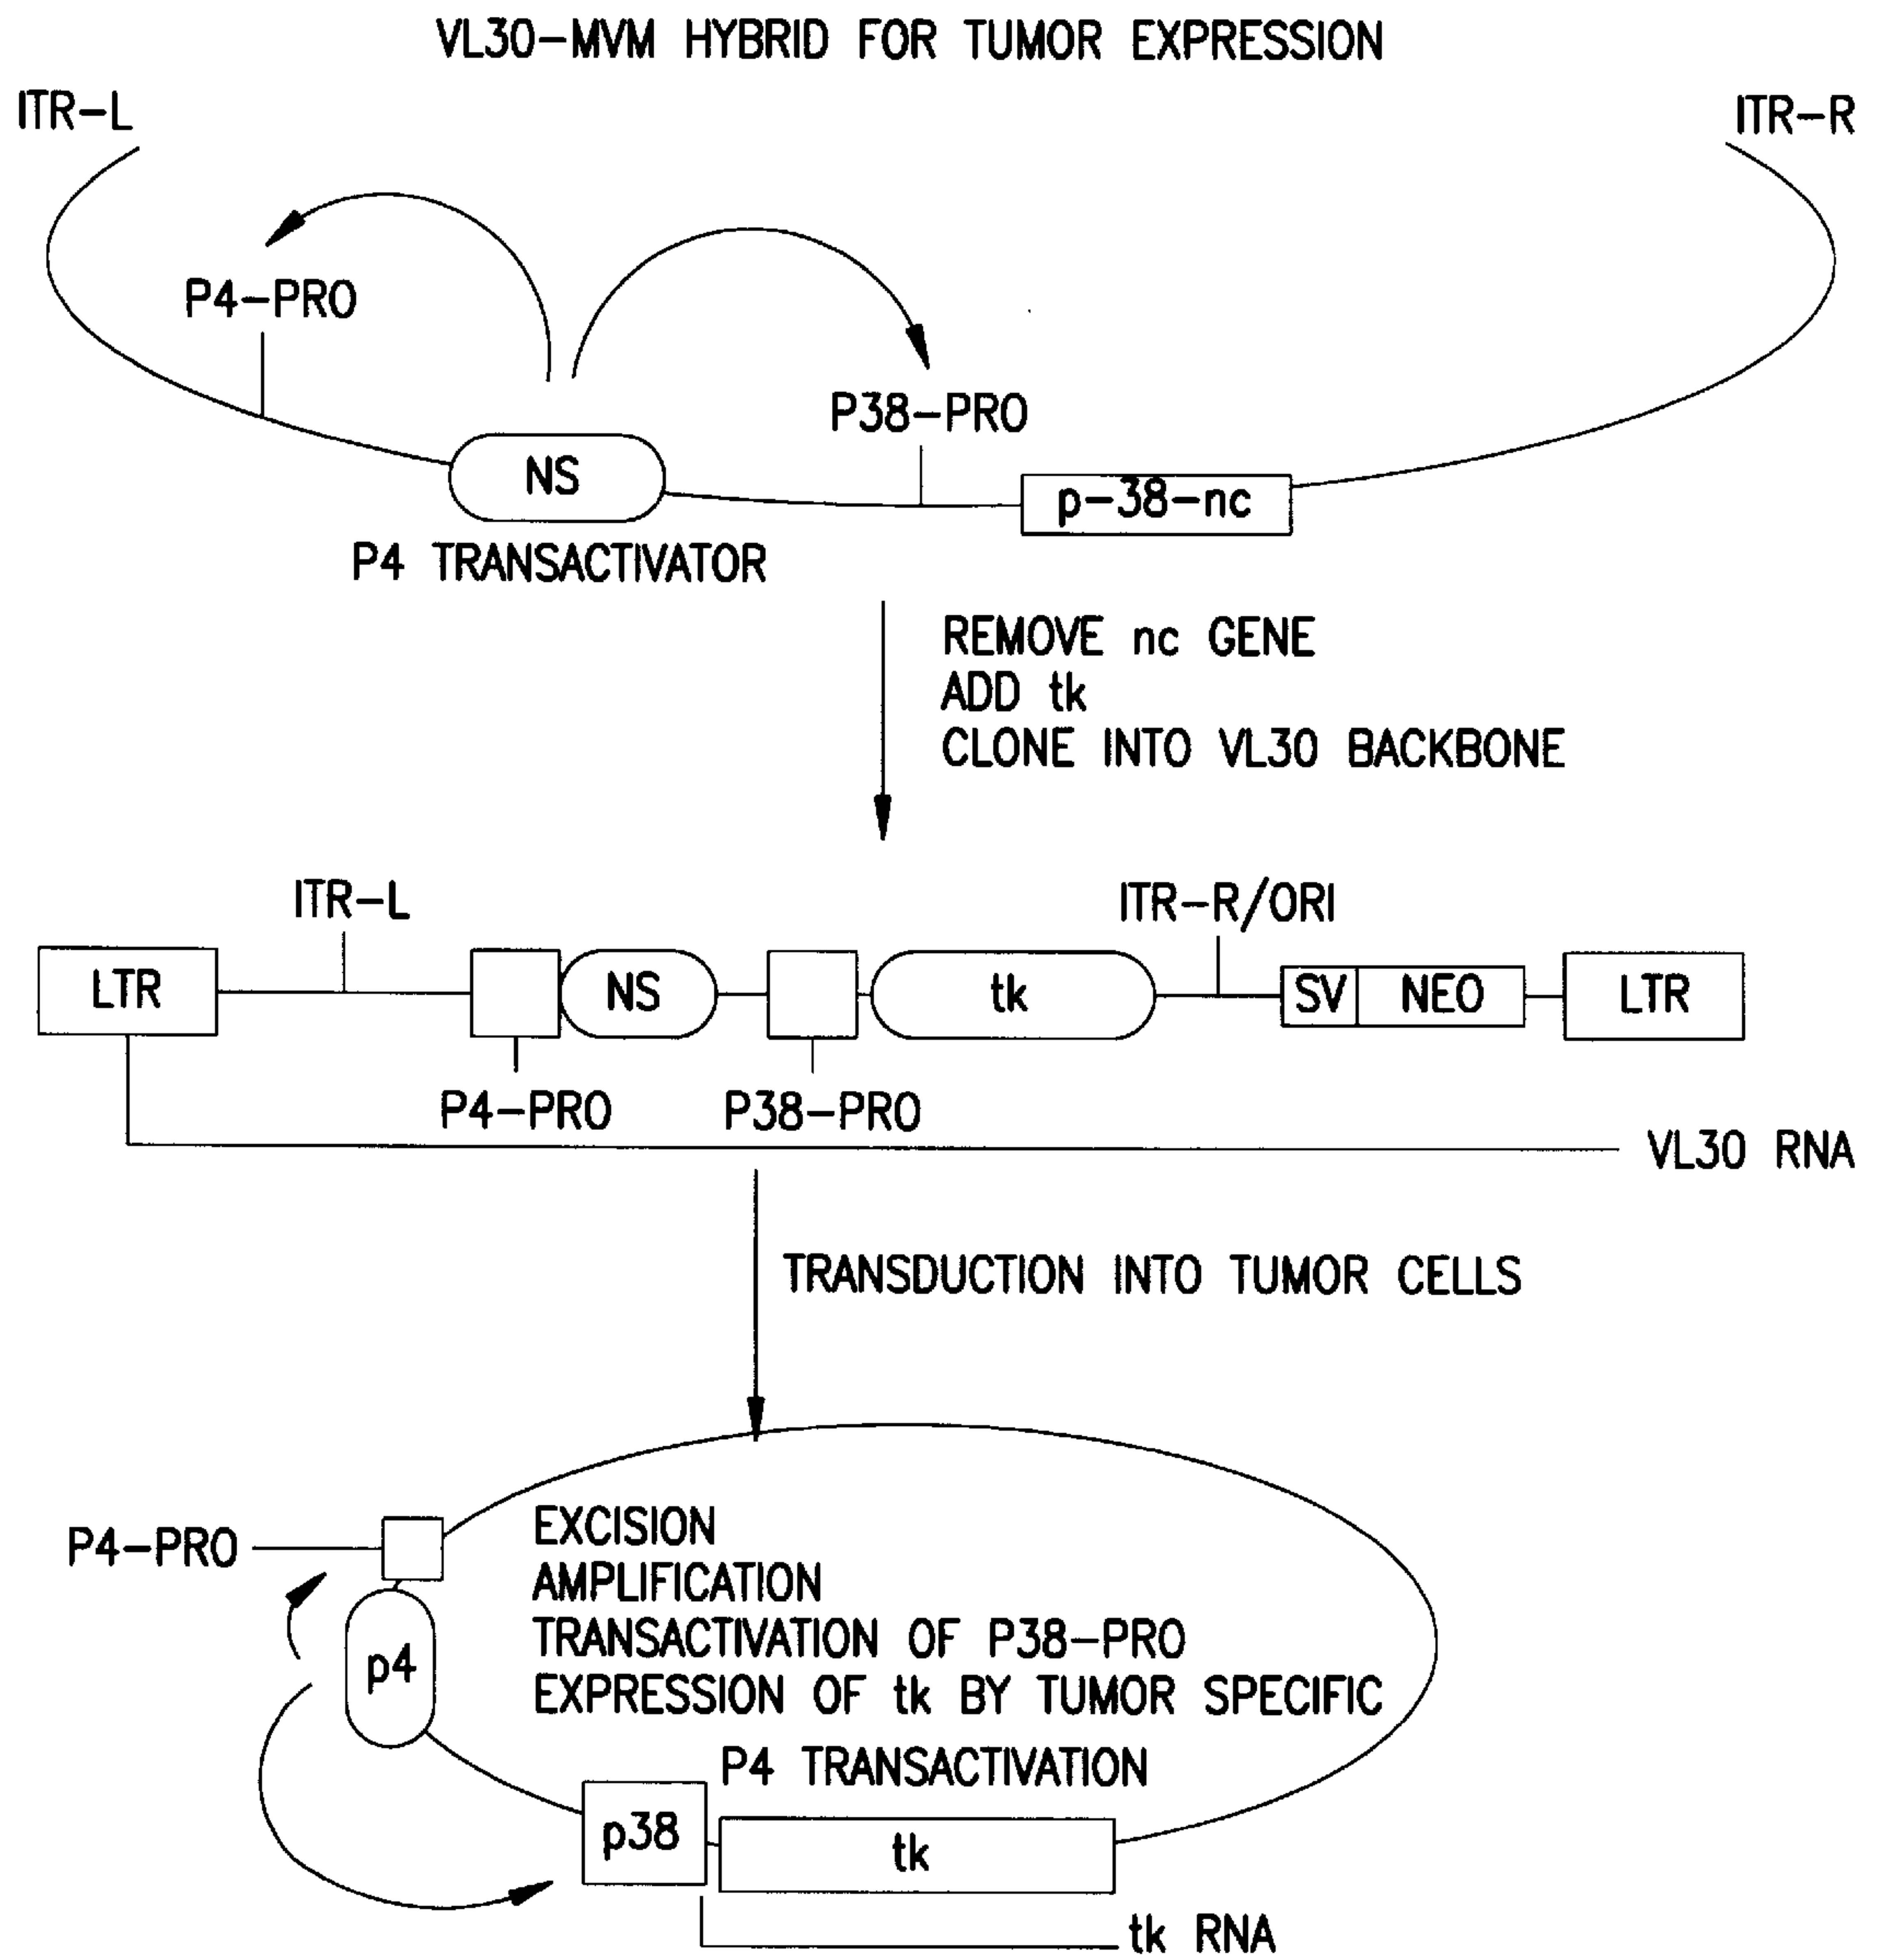 VL30-MVM HYBRID FOR TUMOR EXPRESSION
ITR-L
ITR-R
P4-PRO
P38-PRO
NS
p-38-nc
P4 TRANSACTIVATOR
REMOVE nc GENE
ADD tk
CLONE INTO VL30 BACKBONE
ITR-L
ITR-R/ORI
LTR
NS
tk
SV
NEO
LTR
P4-PRO
P38-PRO
VL30 RNA
TRANSDUCTION INTO TUMOR CELLS
P4-PRO
EXCISION
AMPLIFICATION
TRANSACTIVATION OF P38-PRO
EXPRESSION OF tk BY TUMOR SPECIFIC
P4 TRANSACTIVATION
p4
p38
tk
tk RNA